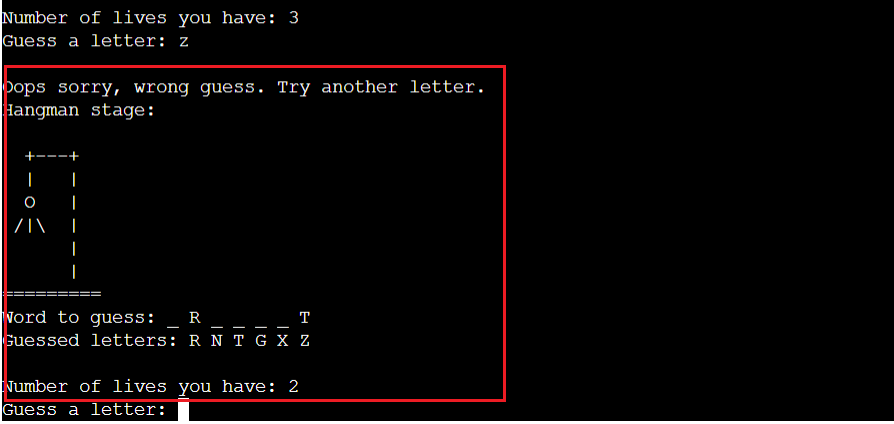 Number of lives you have: 3
Guess a letter: z
Oops sorry, wrong guess. Try another letter.
Hangman stage:
  +---+
  |   |
  O   |
 /|\  |
      |
      |
=========
Word to guess: _ R _ _ _ _ T
Guessed letters: R N T G X Z
Number of lives you have: 2
Guess a letter: